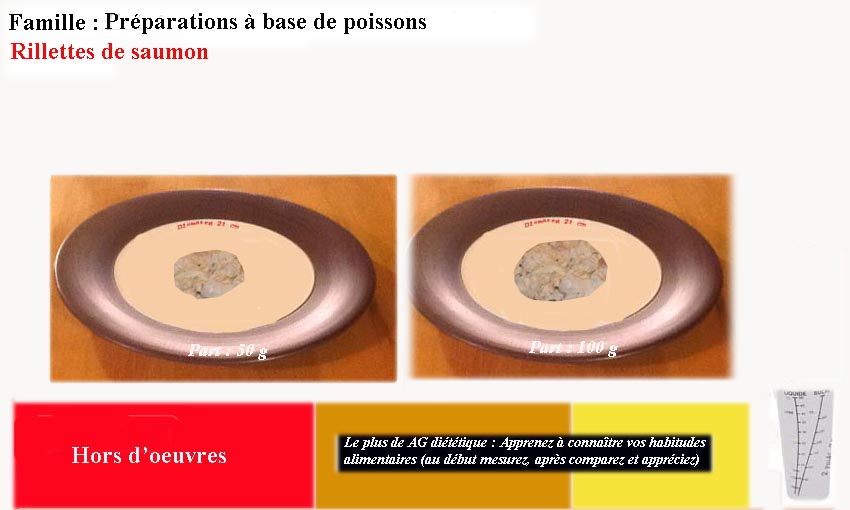 Famille : Préparations à base de poissons
Rillettes de saumon
Diamètre 21 cm
Diamètre 21 cm
Part : 50 g
Part : 100 g
Hors d’oeuvres
Le plus de AG diététique : Apprenez à connaître vos habitudes
alimentaires (au début mesurez, après comparez et appréciez)
LIQUIDE